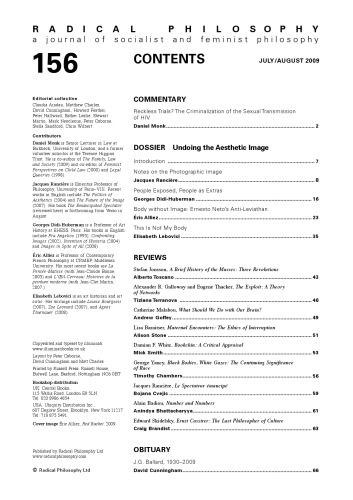 RADICAL PHILOSOPHY
a journal of socialist and feminist philosophy
156
CONTENTS
JULY/AUGUST 2009
Editorial collective
Claudia Aradau, Matthew Charles,
David Cunningham, Howard Feather,
Peter Hallward, Esther Leslie, Stewart
Martin, Mark Neocleous, Peter Osborne,
Stella Sandford, Chris Wilbert
Contributors
Daniel Monk is Senior Lecturer in Law at
Birkbeck, University of London, and a former
volunteer solicitor at the Terrence Higgins
Trust. He is co-author of The Family, Law
and Society (2009) and co-editor of Feminist
Perspectives on Child Law (2000) and Legal
Queeries (1998).
Jacques Rancière is Emeritus Professor of
Philosophy, University of Paris–VIII. Recent
works in English include The Politics of
Aesthetics (2004) and The Future of the Image
(2007). His book The Emancipated Spectator
(reviewed here) is forthcoming from Verso in
August.
Georges Didi-Huberman is a Professor of Art
History at EHESS, Paris. His books in English
include Fra Angelico (1995), Confronting
Images (2005), Invention of Hysteria (2004)
and Images in Spite of All (2008).
Éric Alliez is Professor of Contemporary
French Philosophy at CRMEP, Middlesex
University. His most recent books are La
Pensée-Matisse (with Jean-Claude Bonne,
2005) and L'Œil-Cerveau: Histoires de la
peinture moderne (with Jean-Clet Martin,
2007).
Elisabeth Lebovici is an art historian and art
critic. Her writings include Louise Bourgeois
(2007), Zoe Leonard (2007), and Agnès
Thurnauer (2008).
Copyedited and typeset by illuminati
www.illuminatibooks.co.uk
Layout by Peter Osborne,
David Cunningham and Matt Charles
Printed by Russell Press, Russell House,
Bulwell Lane, Basford, Nottingham NG6 0BT
Bookshop distribution
UK: Central Books,
115 Wallis Road, London E9 5LN
Tel: 020 8986 4854
USA: Ubiquity Distributors Inc.,
607 Degraw Street, Brooklyn, New York 11217
Tel: 718 875 5491
Cover image Éric Alliez, Red Bunker, 2009
Published by Radical Philosophy Ltd
www.radicalphilosophy.com
© Radical Philosophy Ltd
COMMENTARY
Reckless Trials? The Criminalization of the Sexual Transmission
of HIV
Daniel Monk 2
DOSSIER Undoing the Aesthetic Image
Introduction 7
Notes on the Photographic Image
Jacques Rancière 8
People Exposed, People as Extras
Georges Didi-Huberman 16
Body without Image: Ernesto Neto's Anti-Leviathan
Éric Alliez 23
This Is Not My Body
Elisabeth Lebovici 35
REVIEWS
Stefan Jonsson, A Brief History of the Masses: Three Revolutions
Alberto Toscano 43
Alexander R. Galloway and Eugene Thacker, The Exploit: A Theory
of Networks
Tiziana Terranova 46
Catherine Malabou, What Should We Do with Our Brain?
Andrew Goffey 49
Lisa Baraitser, Maternal Encounters: The Ethics of Interruption
Alison Stone 51
Damian F. White, Bookchin: A Critical Appraisal
Mick Smith 53
George Yancy, Black Bodies, White Gazes: The Continuing Significance
of Race
Timothy Chambers 56
Jacques Rancière, Le Spectateur émancipé
Bojana Cvejić 59
Alain Badiou, Number and Numbers
Anindya Bhattacharyya 61
Edward Skidelsky, Ernst Cassirer: The Last Philosopher of Culture
Craig Brandist 63
OBITUARY
J.G. Ballard, 1930–2009
David Cunningham 66